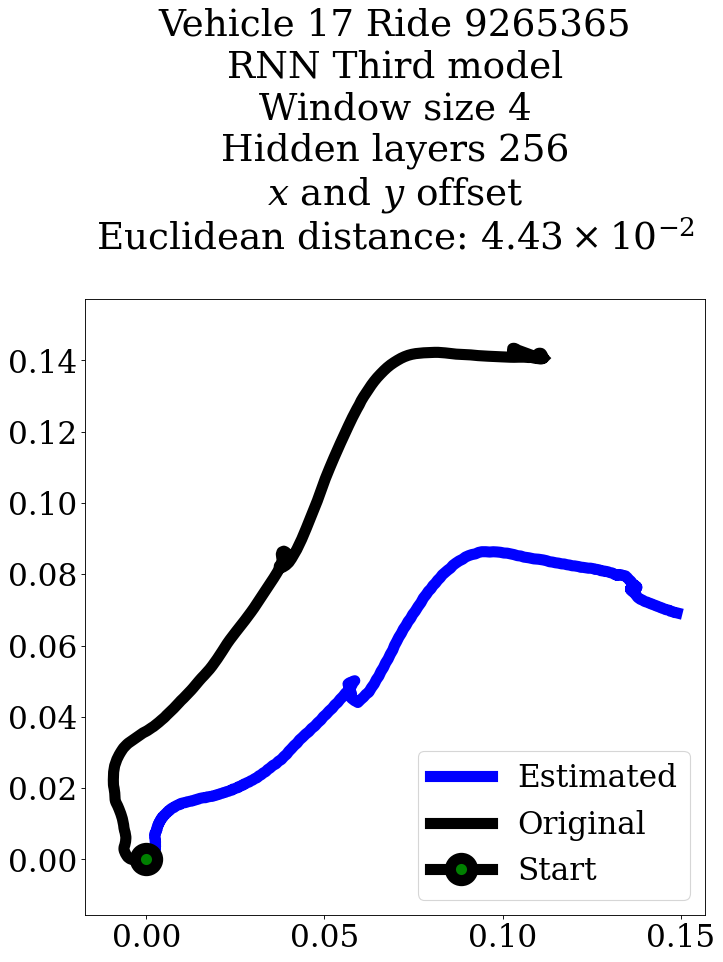 Vehicle 17 Ride 9265365
RNN Third model
Window size 4
Hidden layers 256
x and y offset
Euclidean distance: 4.43 × 10⁻²
0.14
0.12
0.10
0.08
0.06
0.04
0.02
0.00
Estimated
Original
Start
0.00 0.05 0.10 0.15